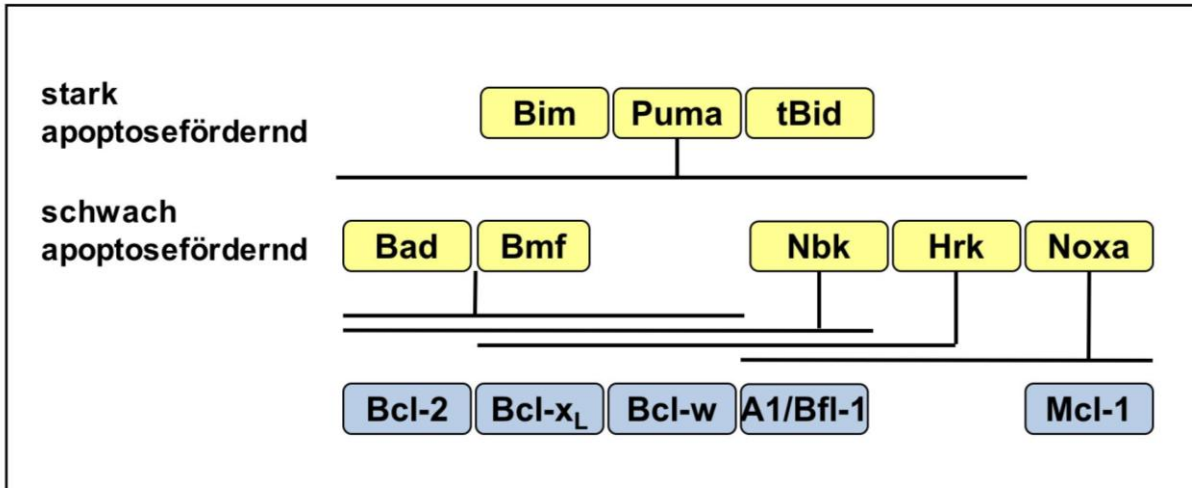 stark
apoptosefördernd
Bim Puma tBid
schwach
apoptosefördernd
Bad Bmf Nbk Hrk Noxa
Bcl-2 Bcl-xL Bcl-w A1/Bfl-1 Mcl-1